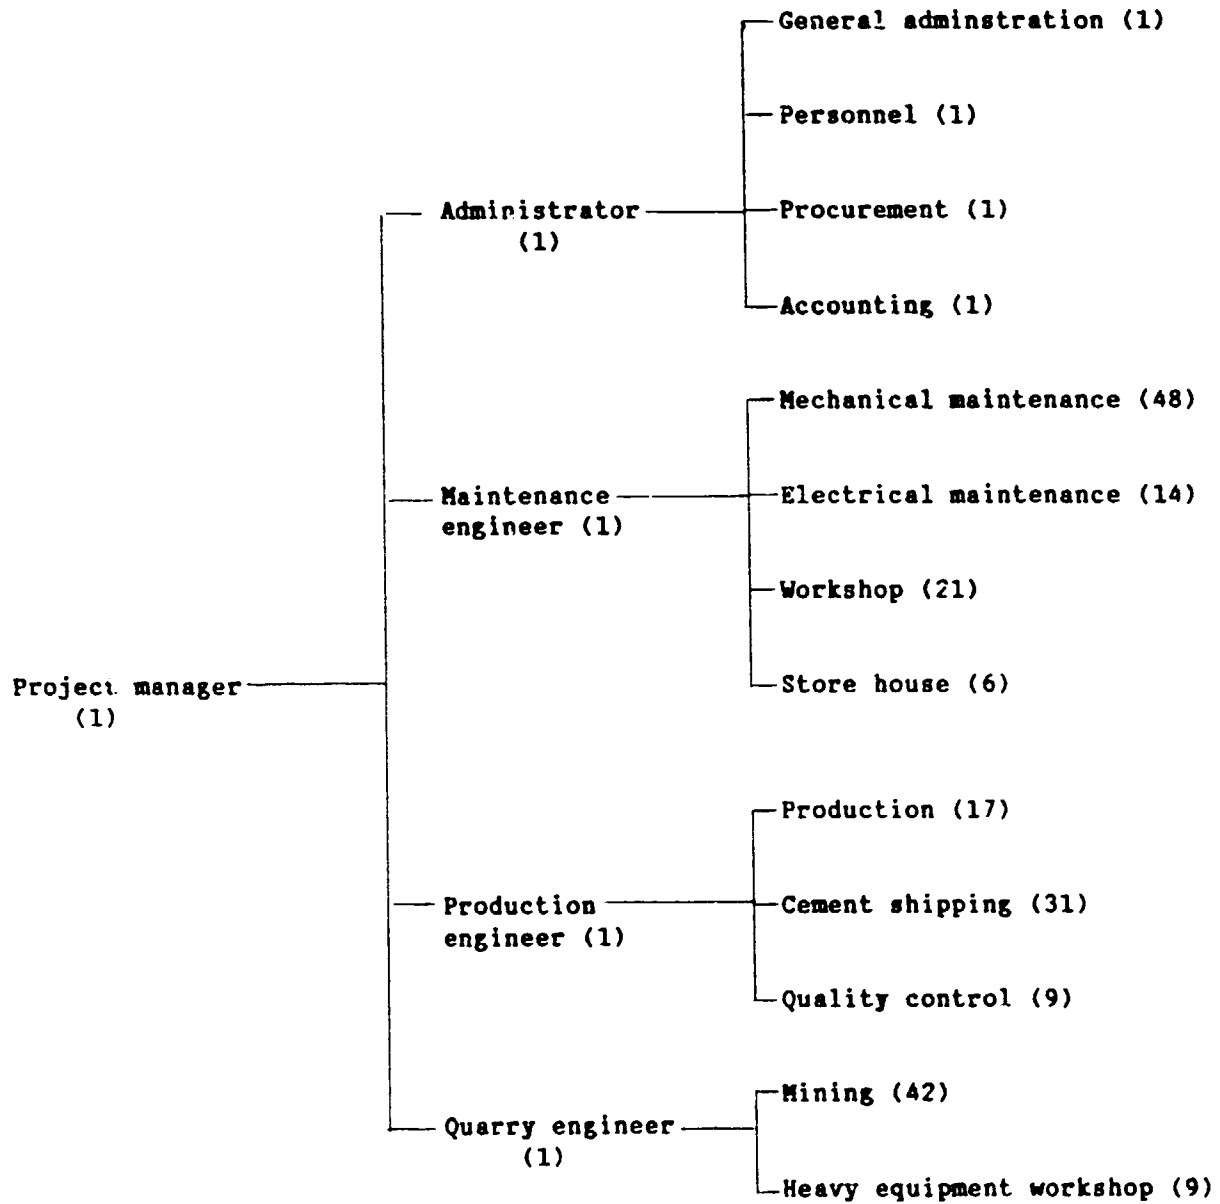 General adminstration (1)
Personnel (1)
Administrator
(1)
Procurement (1)
Accounting (1)
Mechanical maintenance (48)
Maintenance
engineer (1)
Electrical maintenance (14)
Workshop (21)
Store house (6)
Project manager
(1)
Production (17)
Production
engineer (1)
Cement shipping (31)
Quality control (9)
Mining (42)
Quarry engineer
(1)
Heavy equipment workshop (9)